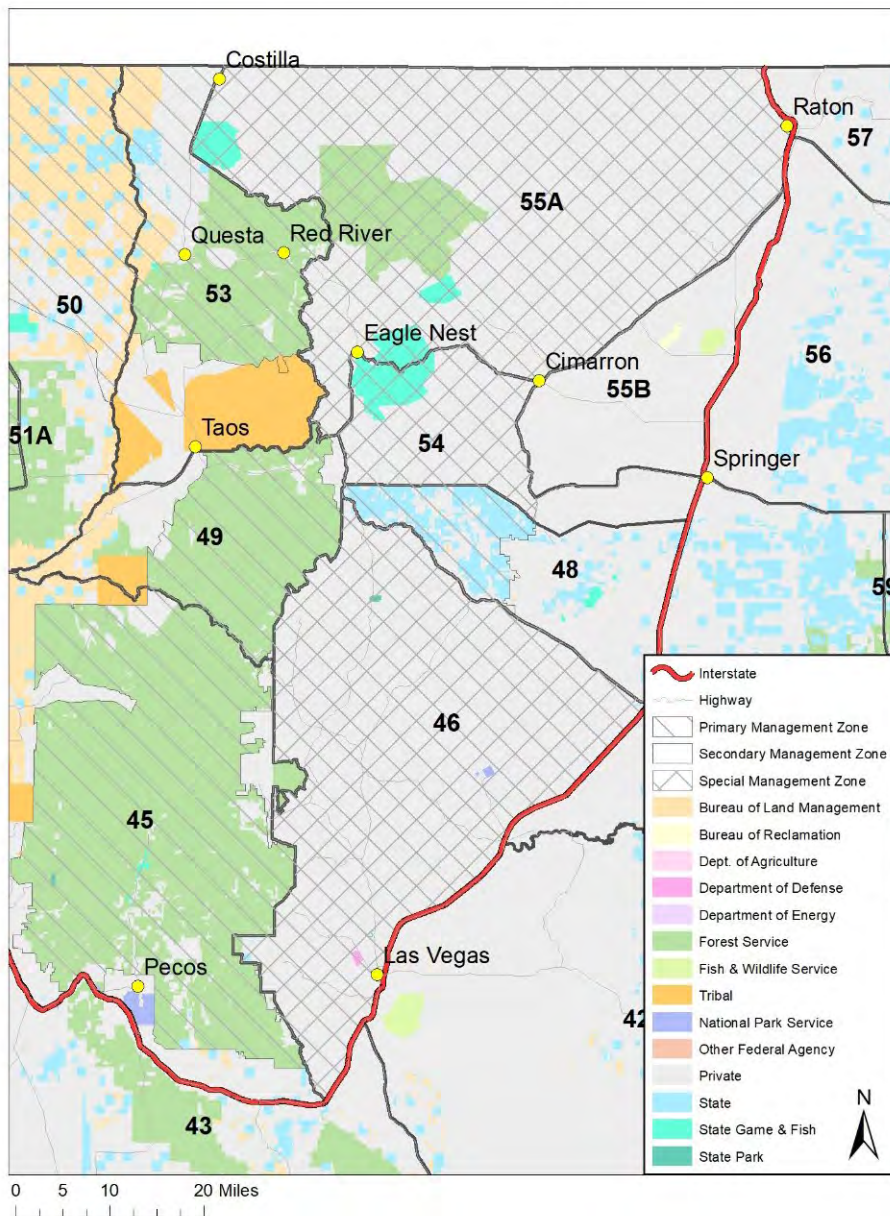 Costilla
Raton
57
55A
Questa
Red River
53
50
Eagle Nest
Cimarron
56
55B
51A
Taos
54
Springer
49
48
59
46
45
Pecos
Las Vegas
42
43
Interstate
Highway
Primary Management Zone
Secondary Management Zone
Special Management Zone
Bureau of Land Management
Bureau of Reclamation
Dept. of Agriculture
Department of Defense
Department of Energy
Forest Service
Fish & Wildlife Service
Tribal
National Park Service
Other Federal Agency
Private
State
State Game & Fish
State Park
N
0 5 10 20 Miles